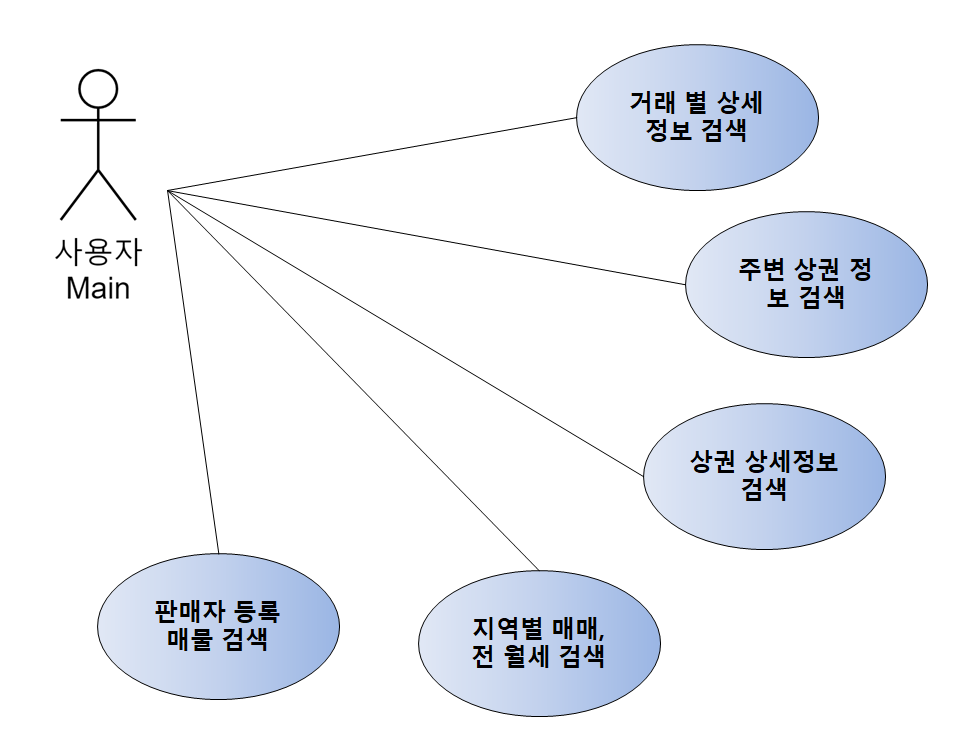 거래 별 상세
정보 검색
사용자
Main
주변 상권 정
보 검색
상권 상세정보
검색
판매자 등록
매물 검색
지역별 매매,
전 월세 검색